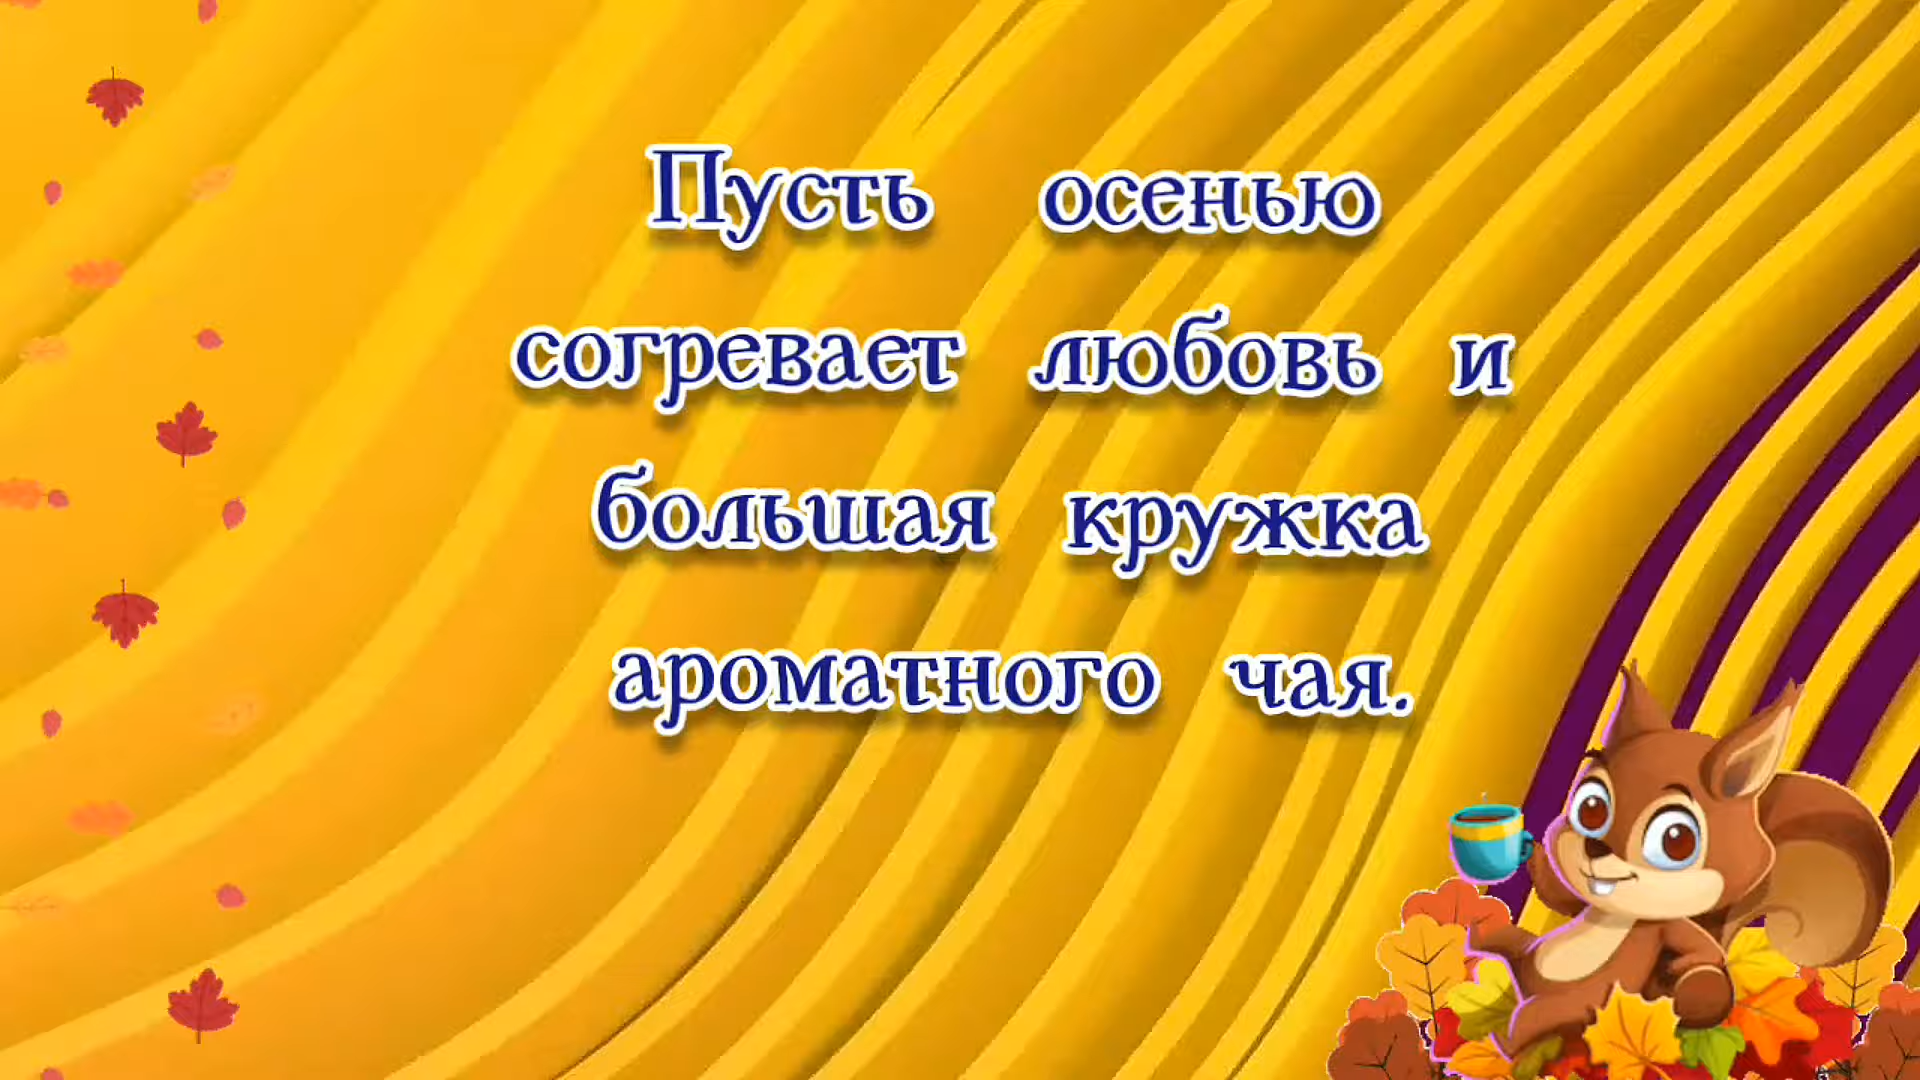 Пусть осенью
согревает любовь и
большая кружка
ароматного чая.